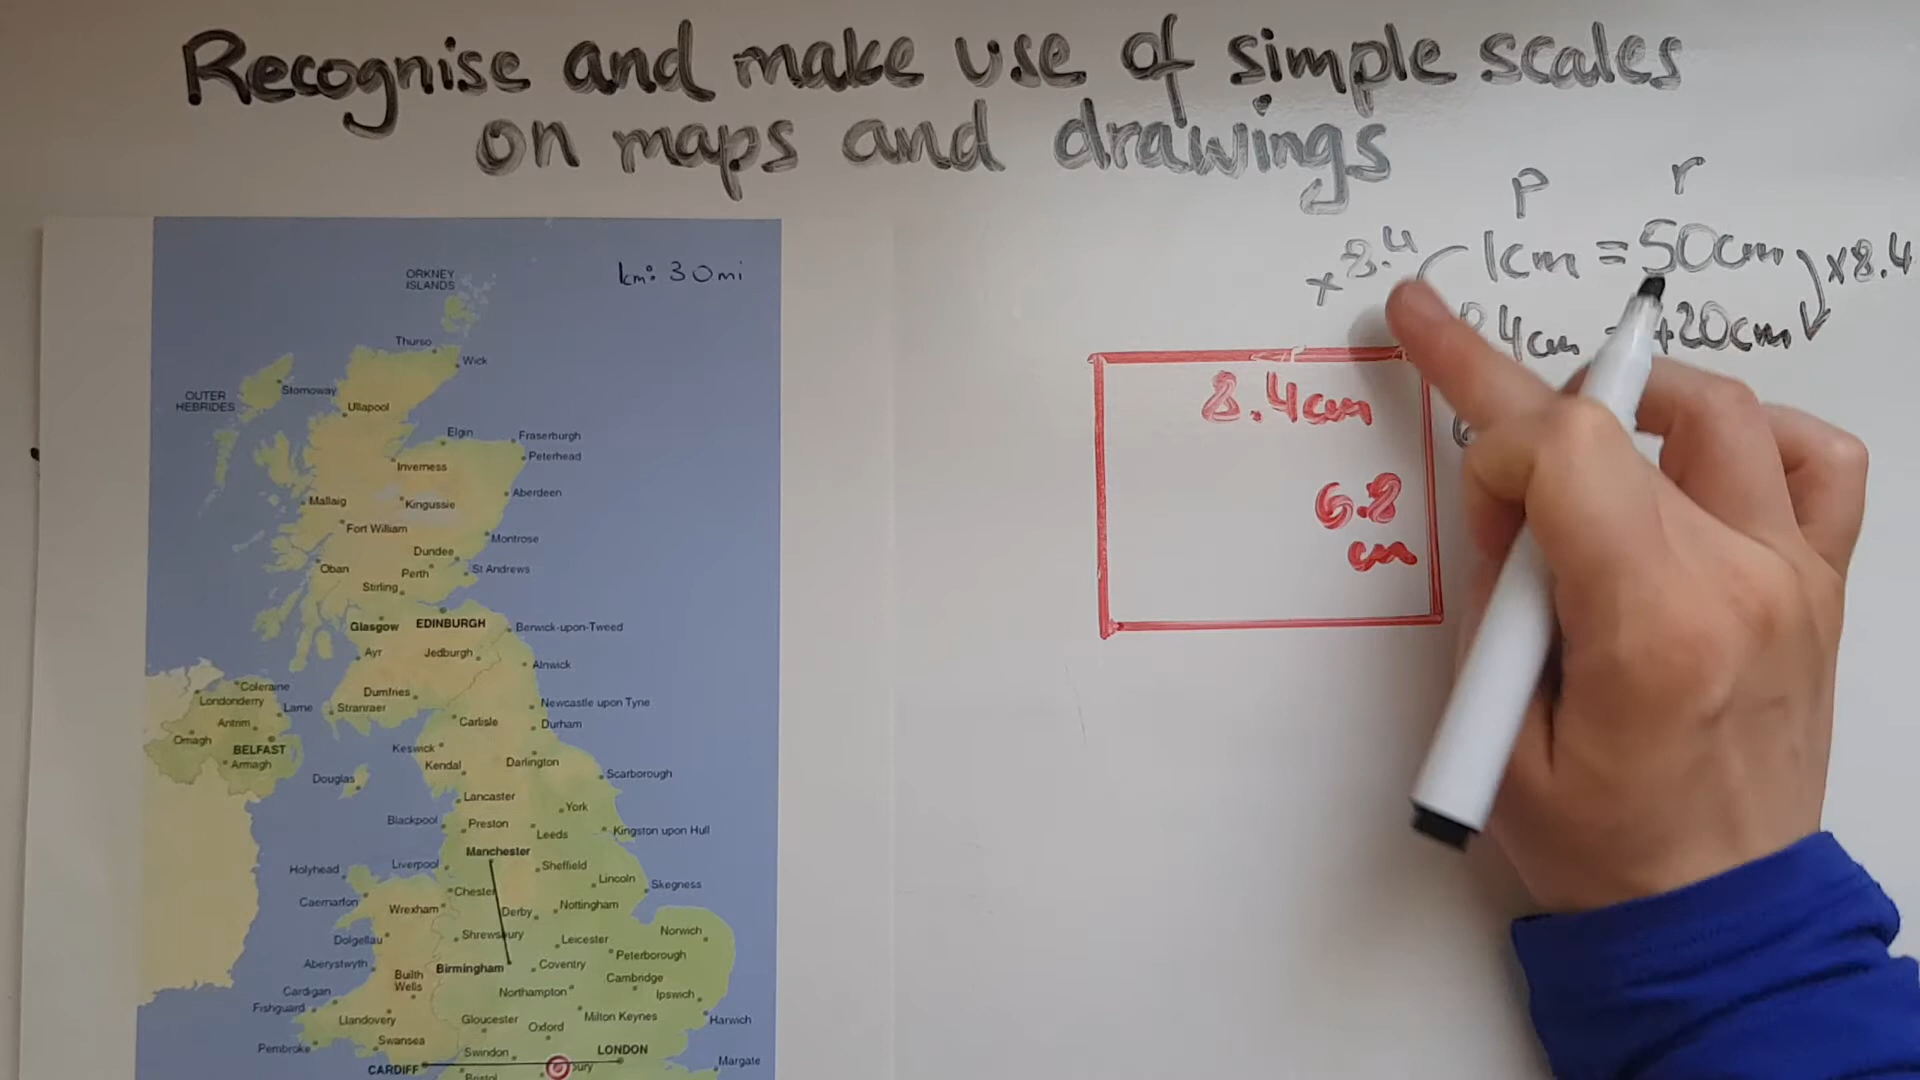 Recognise and make use of simple scales
on maps and drawings
p r
×8.4 1cm = 50cm ×8.4
4cm 420cm
8.4cm
6.8
cm
1cm: 30mi
ORKNEY
ISLANDS
Thurso
Wick
OUTER
HEBRIDES
Stornoway
Ullapool
Elgin
Fraserburgh
Peterhead
Inverness
Mallaig
Kingussie
Aberdeen
Fort William
Montrose
Dundee
Oban
Perth
St Andrews
Stirling
Glasgow
EDINBURGH
Berwick-upon-Tweed
Ayr
Jedburgh
Alnwick
Coleraine
Londonderry
Dumfries
Larne
Stranraer
Newcastle upon Tyne
Antrim
Carlisle
Durham
Omagh
BELFAST
Keswick
Armagh
Kendal
Darlington
Douglas
Scarborough
Lancaster
York
Blackpool
Preston
Leeds
Kingston upon Hull
Manchester
Holyhead
Liverpool
Sheffield
Lincoln
Skegness
Chester
Caernarfon
Wrexham
Derby
Nottingham
Dolgellau
Shrewsbury
Leicester
Norwich
Peterborough
Aberystwyth
Birmingham
Coventry
Builth
Wells
Cambridge
Cardigan
Northampton
Ipswich
Fishguard
Llandovery
Gloucester
Milton Keynes
Harwich
Oxford
Pembroke
Swansea
Swindon
LONDON
CARDIFF
Bristol
bury
Margate